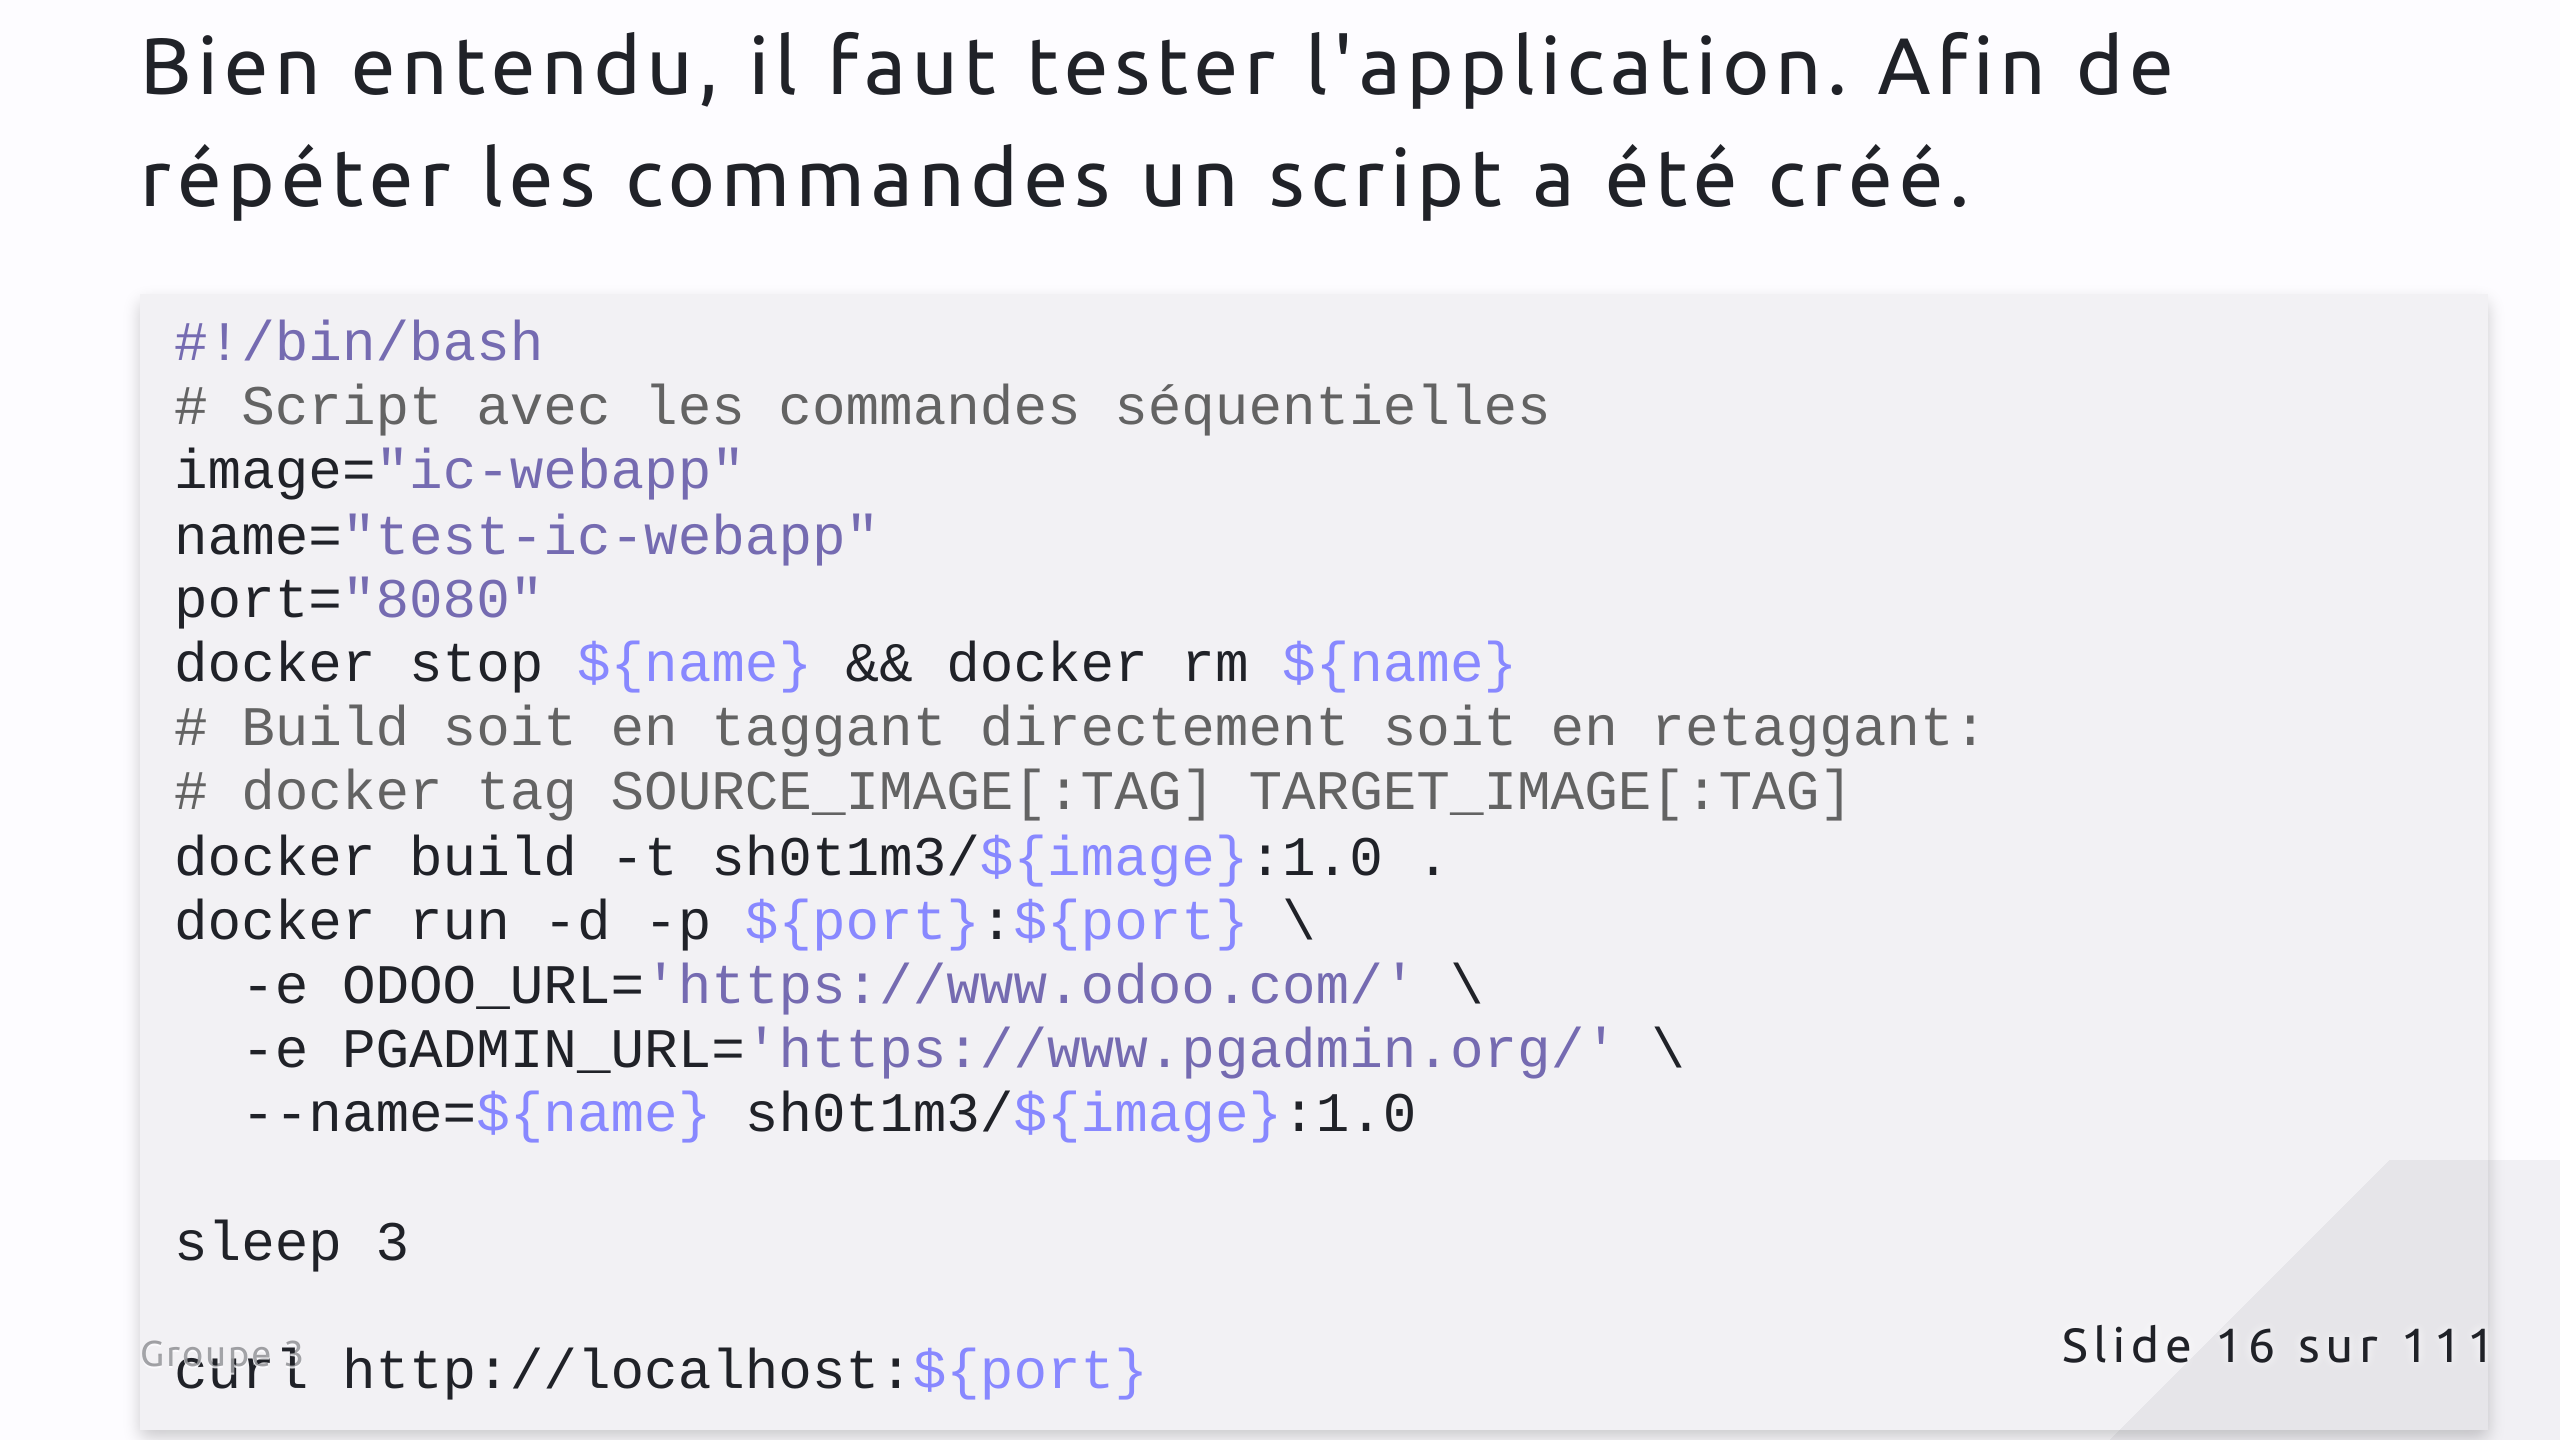 Bien entendu, il faut tester l'application. Afin de
répéter les commandes un script a été créé.
#!/bin/bash
# Script avec les commandes séquentielles
image="ic-webapp"
name="test-ic-webapp"
port="8080"
docker stop ${name} && docker rm ${name}
# Build soit en taggant directement soit en retaggant:
# docker tag SOURCE_IMAGE[:TAG] TARGET_IMAGE[:TAG]
docker build -t sh0t1m3/${image}:1.0 .
docker run -d -p ${port}:${port} \
  -e ODOO_URL='https://www.odoo.com/' \
  -e PGADMIN_URL='https://www.pgadmin.org/' \
  --name=${name} sh0t1m3/${image}:1.0
sleep 3
curl http://localhost:${port}
Groupe 3
Slide 16 sur 111